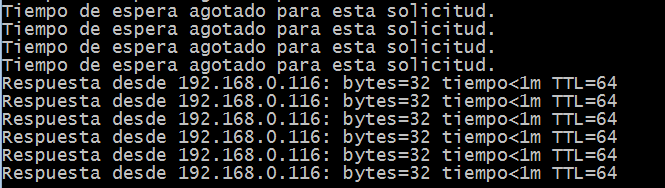 Tiempo de espera agotado para esta solicitud.
Tiempo de espera agotado para esta solicitud.
Tiempo de espera agotado para esta solicitud.
Tiempo de espera agotado para esta solicitud.
Respuesta desde 192.168.0.116: bytes=32 tiempo<1m TTL=64
Respuesta desde 192.168.0.116: bytes=32 tiempo<1m TTL=64
Respuesta desde 192.168.0.116: bytes=32 tiempo<1m TTL=64
Respuesta desde 192.168.0.116: bytes=32 tiempo<1m TTL=64
Respuesta desde 192.168.0.116: bytes=32 tiempo<1m TTL=64
Respuesta desde 192.168.0.116: bytes=32 tiempo<1m TTL=64